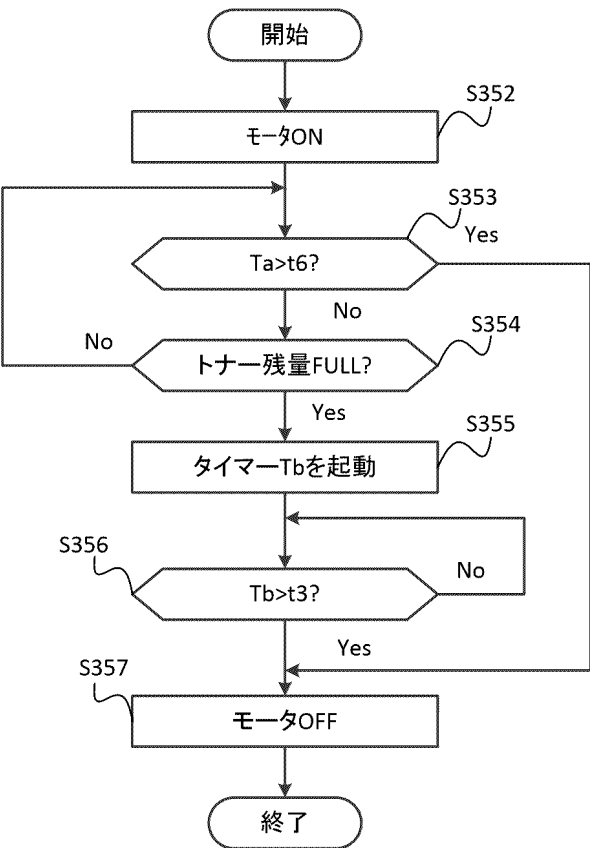 開始
S352
モータON
S353
Yes
Ta>t6?
No
S354
No
トナー残量FULL?
Yes
S355
タイマーTbを起動
S356
No
Tb>t3?
Yes
S357
モータOFF
終了